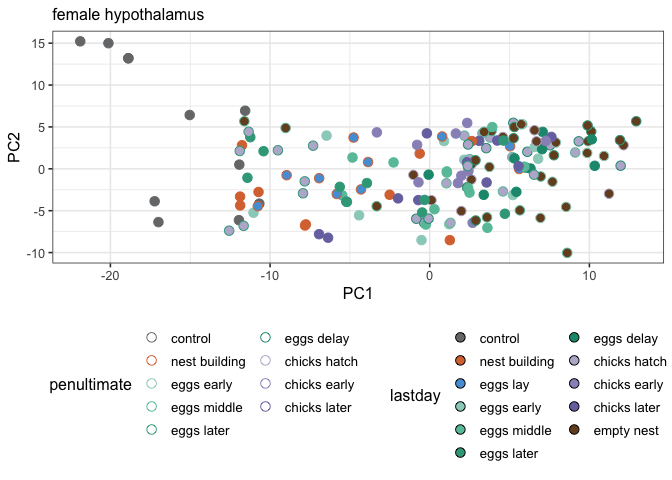 female hypothalamus
15
10
5
0
-5
-10
PC2
-20
-10
0
10
PC1
penultimate
control
nest building
eggs early
eggs middle
eggs later
eggs delay
chicks hatch
chicks early
chicks later
lastday
control
nest building
eggs lay
eggs early
eggs middle
eggs later
eggs delay
chicks hatch
chicks early
chicks later
empty nest